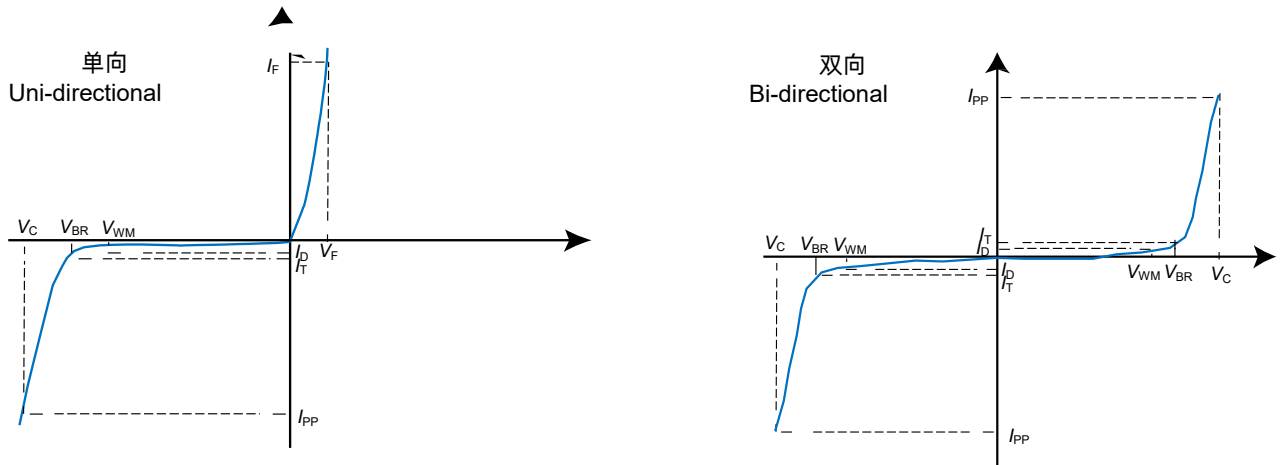 单向
Uni-directional
IF
VC
VBR
VWM
ID
IT
VF
IPP
双向
Bi-directional
IPP
IT
ID
VC
VBR
VWM
VWM
VBR
VC
ID
IT
IPP